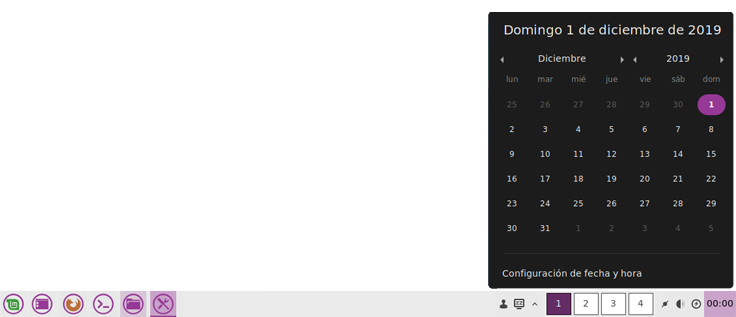 Domingo 1 de diciembre de 2019
Diciembre 2019
lun mar mié jue vie sáb dom
25 26 27 28 29 30 1
2 3 4 5 6 7 8
9 10 11 12 13 14 15
16 17 18 19 20 21 22
23 24 25 26 27 28 29
30 31 1 2 3 4 5
Configuración de fecha y hora
1 2 3 4 00:00